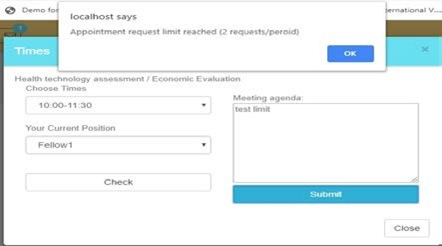 Demo fo
localhost says
Appointment request limit reached (2 requests/peroid)
OK
Times
×
Health technology assessment / Economic Evaluation
Choose Times
10:00-11:30
Your Current Position
Fellow1
Check
Meeting agenda:
test limit
Submit
Close